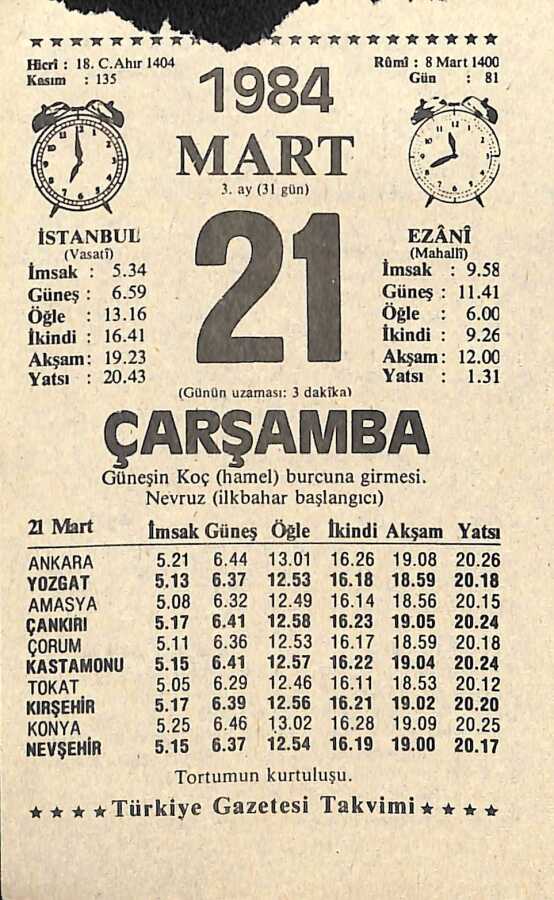 Hicrî : 18. C.Ahır 1404
Kasım : 135
1984
Rûmî : 8 Mart 1400
Gün : 81
MART
3. ay (31 gün)
21
İSTANBUL
(Vasatî)
İmsak : 5.34
Güneş : 6.59
Öğle : 13.16
İkindi : 16.41
Akşam: 19.23
Yatsı : 20.43
EZÂNÎ
(Mahallî)
İmsak : 9.58
Güneş : 11.41
Öğle : 6.00
İkindi : 9.26
Akşam: 12.00
Yatsı : 1.31
(Günün uzaması: 3 dakika)
ÇARŞAMBA
Güneşin Koç (hamel) burcuna girmesi.
Nevruz (ilkbahar başlangıcı)
21 Mart İmsak Güneş Öğle İkindi Akşam Yatsı
ANKARA 5.21 6.44 13.01 16.26 19.08 20.26
YOZGAT 5.13 6.37 12.53 16.18 18.59 20.18
AMASYA 5.08 6.32 12.49 16.14 18.56 20.15
ÇANKIRI 5.17 6.41 12.58 16.23 19.05 20.24
ÇORUM 5.11 6.36 12.53 16.17 18.59 20.18
KASTAMONU 5.15 6.41 12.57 16.22 19.04 20.24
TOKAT 5.05 6.29 12.46 16.11 18.53 20.12
KIRŞEHİR 5.17 6.39 12.56 16.21 19.02 20.20
KONYA 5.25 6.46 13.02 16.28 19.09 20.25
NEVŞEHİR 5.15 6.37 12.54 16.19 19.00 20.17
Tortumun kurtuluşu.
Türkiye Gazetesi Takvimi